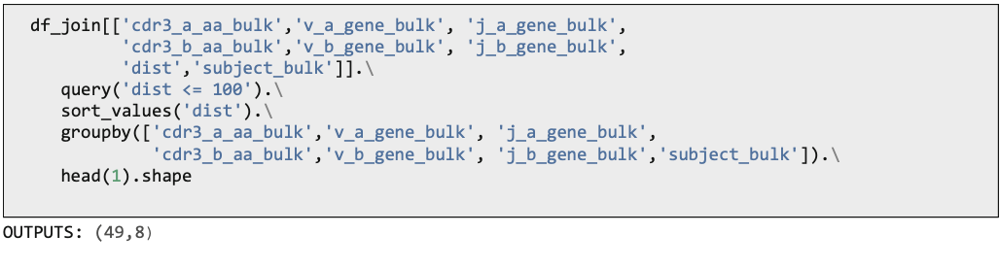 df_join[['cdr3_a_aa_bulk','v_a_gene_bulk', 'j_a_gene_bulk',
'cdr3_b_aa_bulk','v_b_gene_bulk', 'j_b_gene_bulk',
'dist','subject_bulk']].\
query('dist <= 100').\
sort_values('dist').\
groupby(['cdr3_a_aa_bulk','v_a_gene_bulk', 'j_a_gene_bulk',
'cdr3_b_aa_bulk','v_b_gene_bulk', 'j_b_gene_bulk','subject_bulk']).\
head(1).shape
OUTPUTS: (49,8)